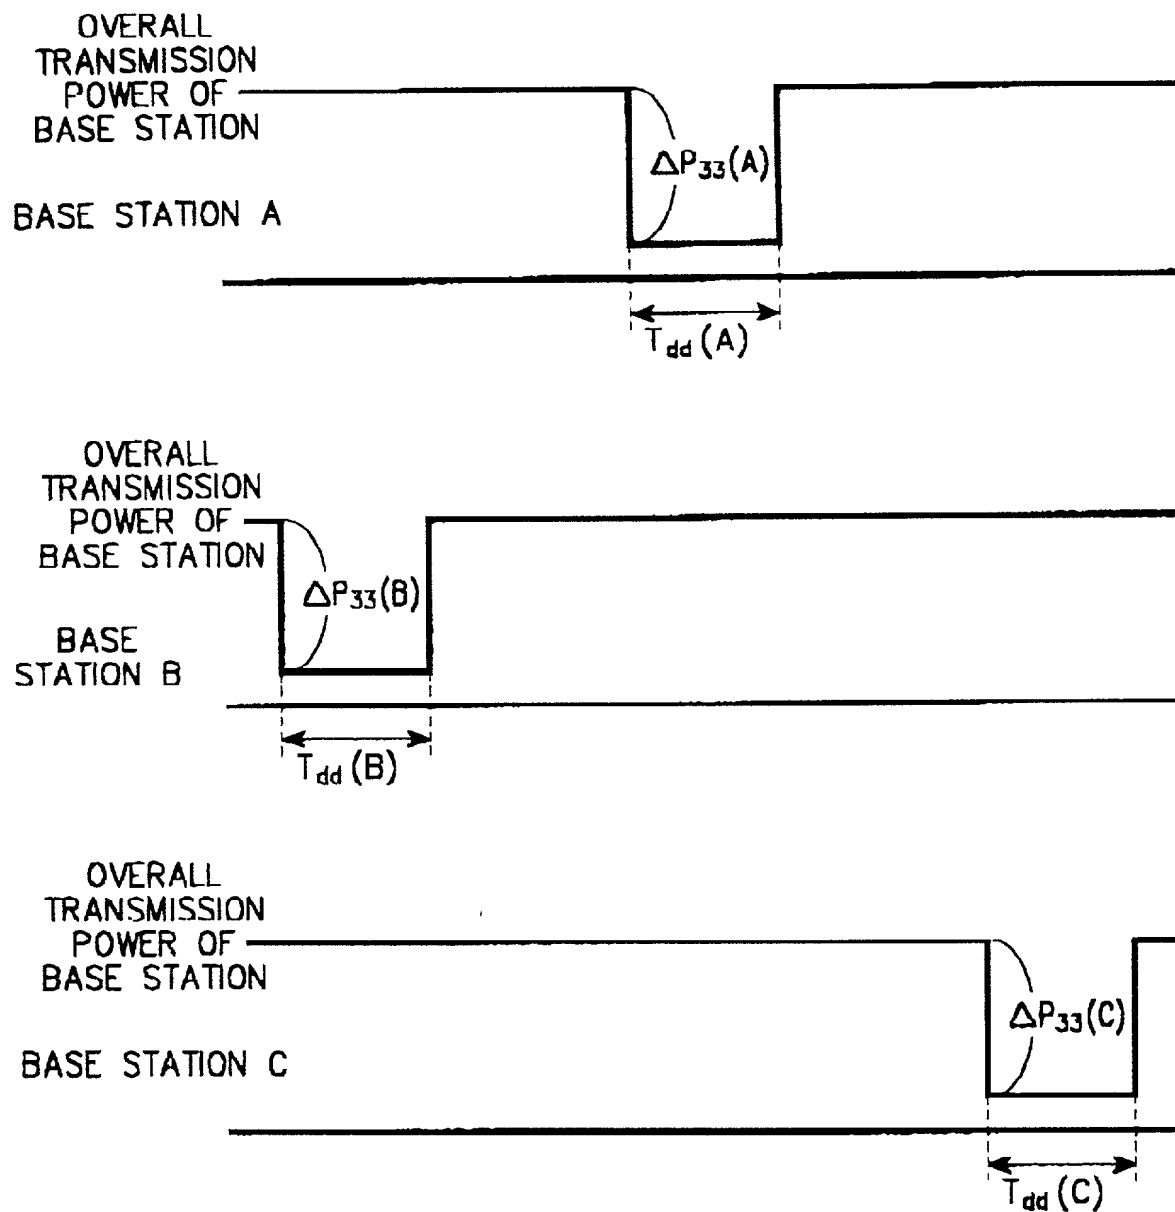 OVERALL
TRANSMISSION
POWER OF
BASE STATION
ΔP33(A)
BASE STATION A
Tdd(A)
OVERALL
TRANSMISSION
POWER OF
BASE STATION
ΔP33(B)
BASE
STATION B
Tdd(B)
OVERALL
TRANSMISSION
POWER OF
BASE STATION
ΔP33(C)
BASE STATION C
Tdd(C)